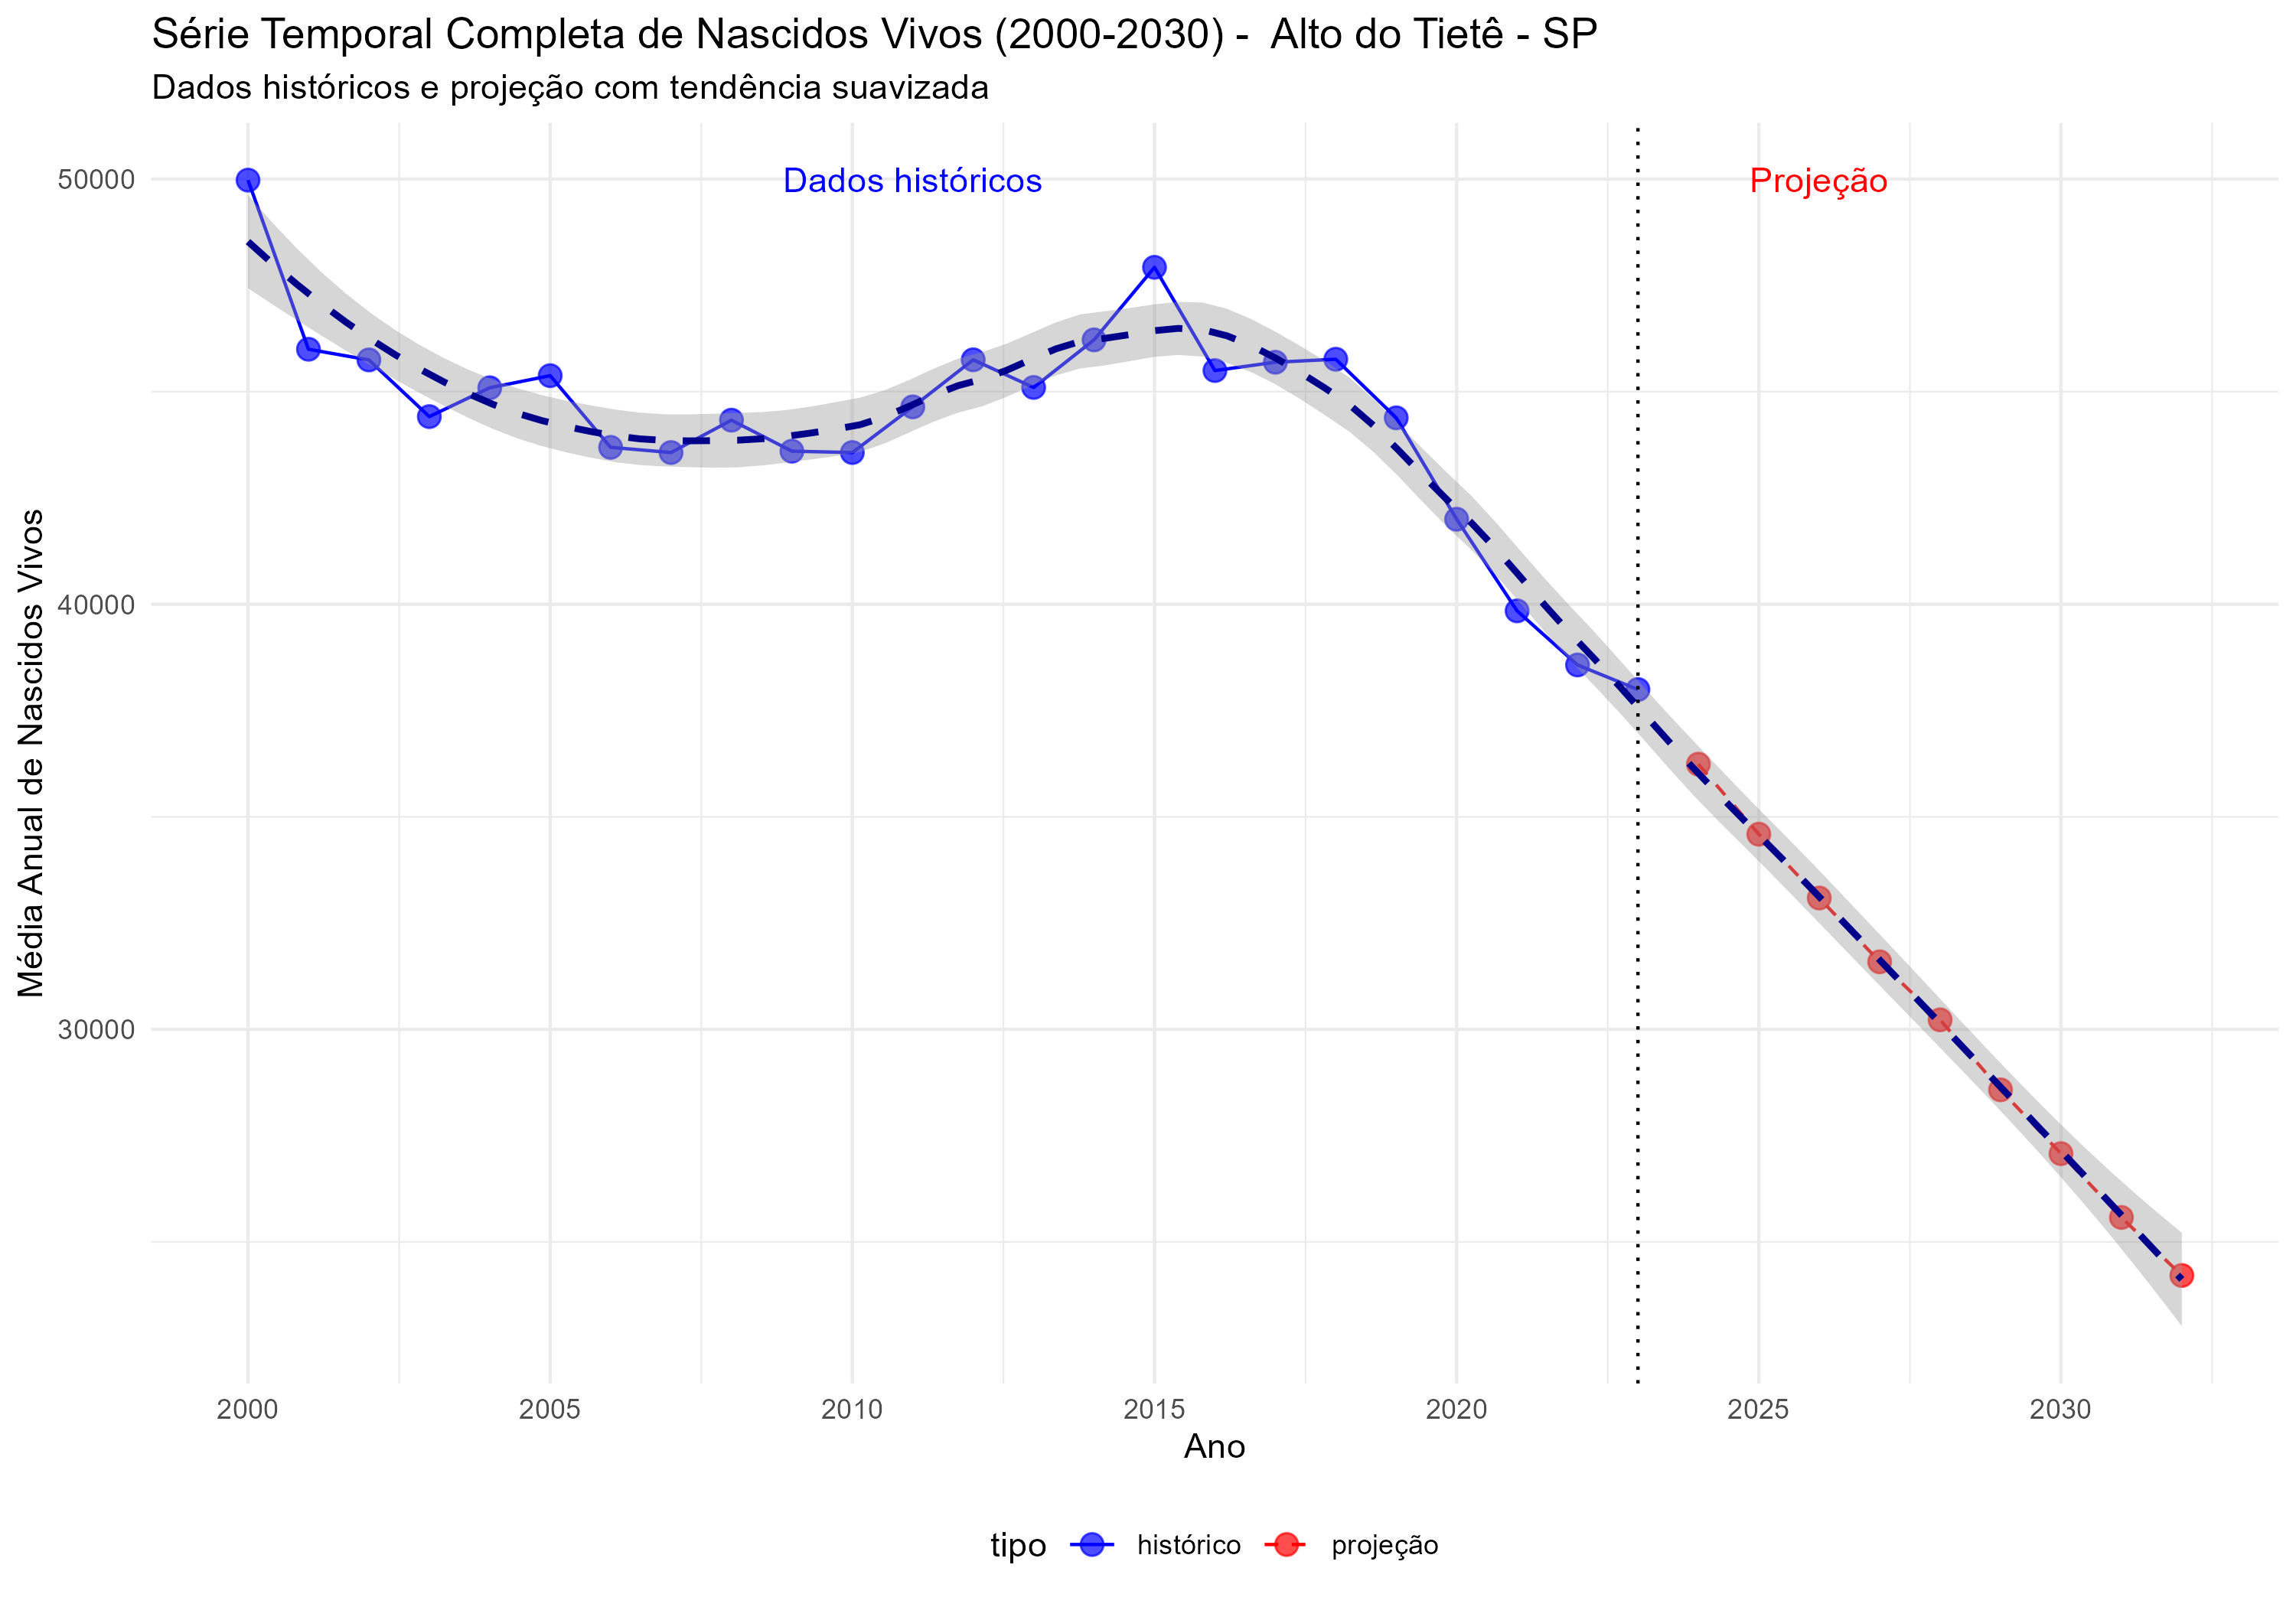 Série Temporal Completa de Nascidos Vivos (2000-2030) -  Alto do Tietê - SP
Dados históricos e projeção com tendência suavizada
Dados históricos
Projeção
Média Anual de Nascidos Vivos
50000
40000
30000
2000
2005
2010
2015
2020
2025
2030
Ano
tipo
histórico
projeção